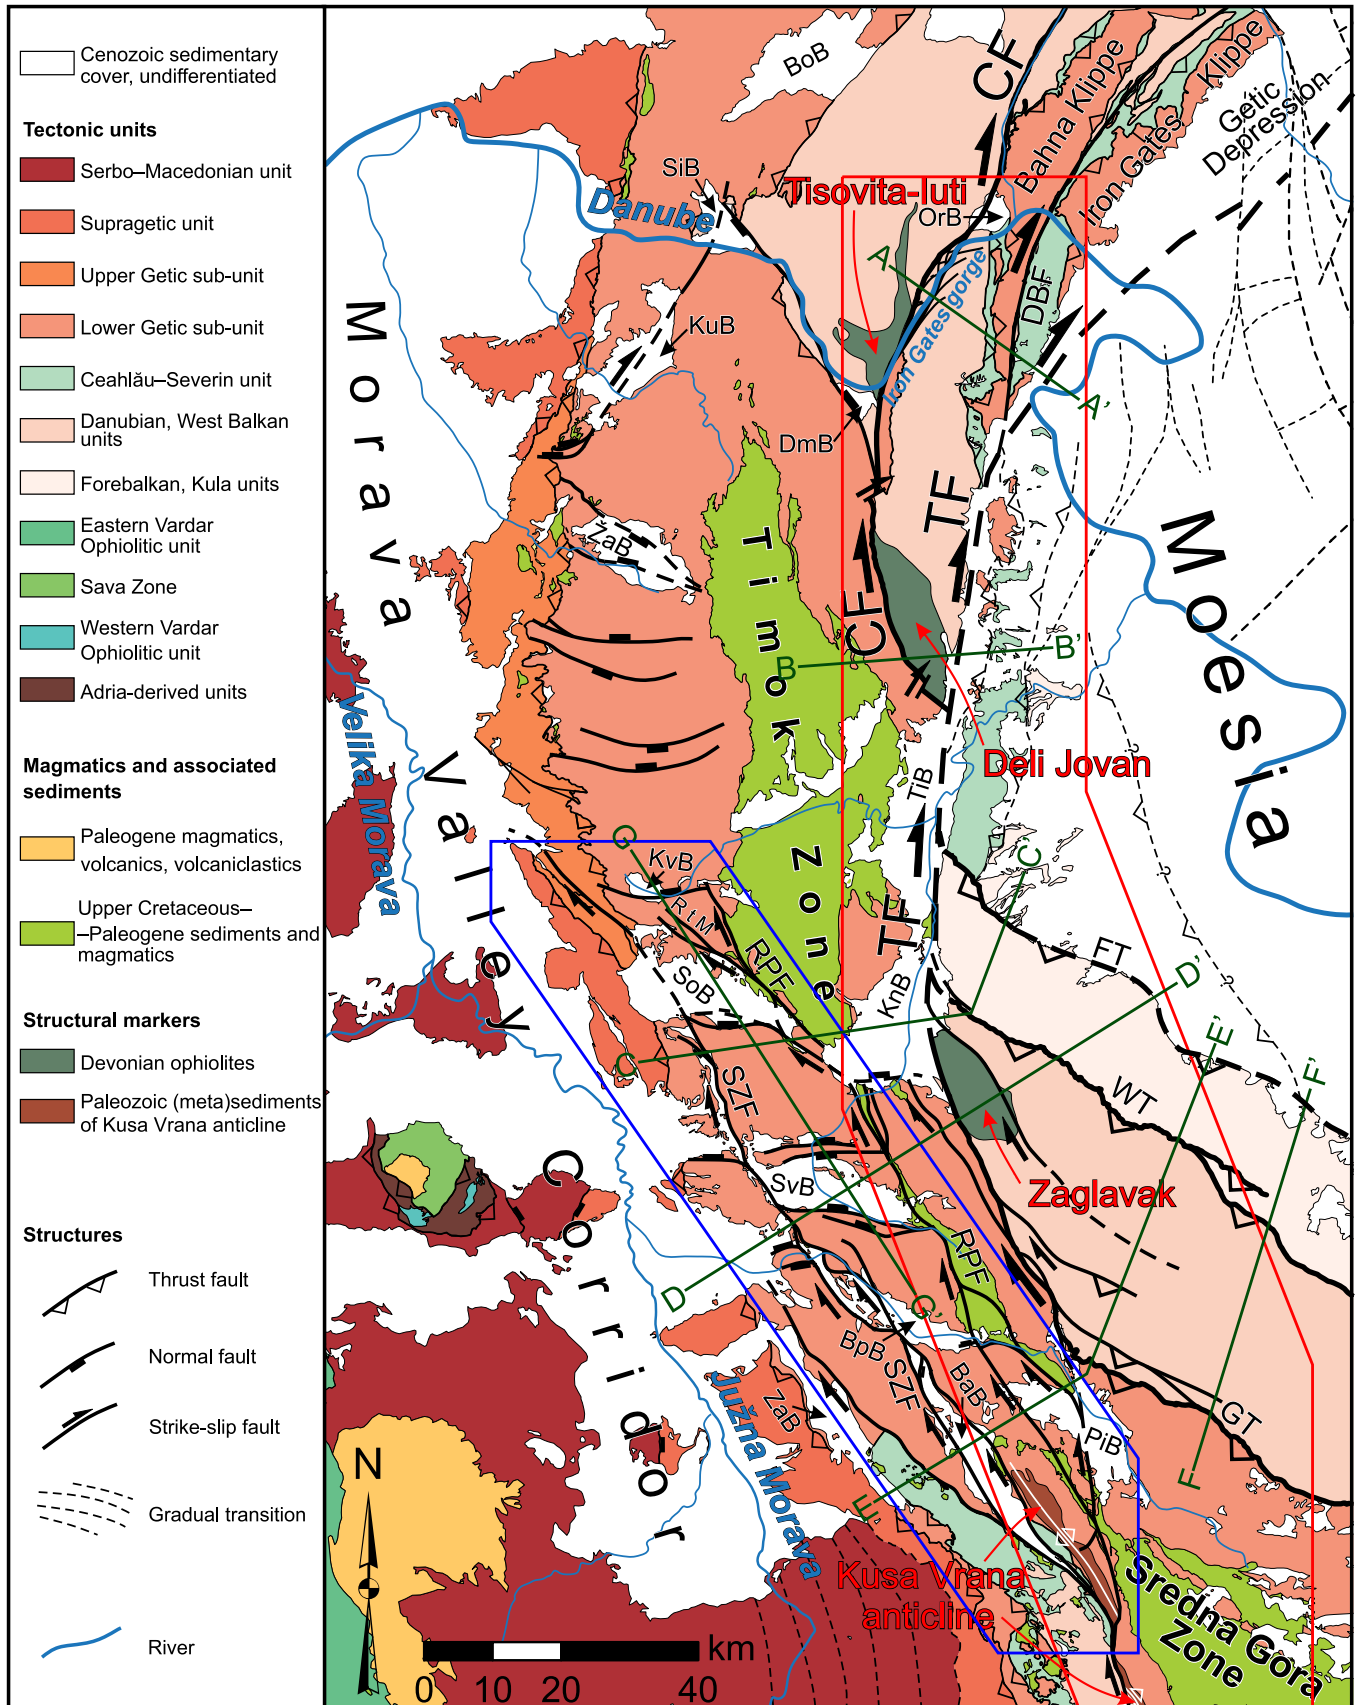 Cenozoic sedimentary
cover, undifferentiated
Tectonic units
Serbo–Macedonian unit
Supragetic unit
Upper Getic sub-unit
Lower Getic sub-unit
Ceahlău–Severin unit
Danubian, West Balkan
units
Forebalkan, Kula units
Eastern Vardar
Ophiolitic unit
Sava Zone
Western Vardar
Ophiolitic unit
Adria-derived units
Magmatics and associated
sediments
Paleogene magmatics,
volcanics, volcaniclastics
Upper Cretaceous–
–Paleogene sediments and
magmatics
Structural markers
Devonian ophiolites
Paleozoic (meta)sediments
of Kusa Vrana anticline
Structures
Thrust fault
Normal fault
Strike-slip fault
Gradual transition
River
BoB
CF
Bahna Klippe
Iron Gates Klippe
Getic
Depression
SiB
Danube
Tisovita-Iuti
OrB
A
Iron Gates gorge
DBF
A'
KuB
DmB
Morava Valley Corridor
Timok Zone
TF
CF
ŽaB
Moesia
B
B'
Velika Morava
Deli Jovan
TiB
G
KvB
RtM
RPF
SoB
TF
KnB
C'
FT
D'
C
SZF
E'
F'
WT
SvB
Zaglavak
RPF
D
G'
BpB
SZF
BaB
ZaB
Južna Morava
GT
PiB
F
E
Kusa Vrana
anticline
Sredna Gora
Zone
N
km
0 10 20 40
? ? ? ?